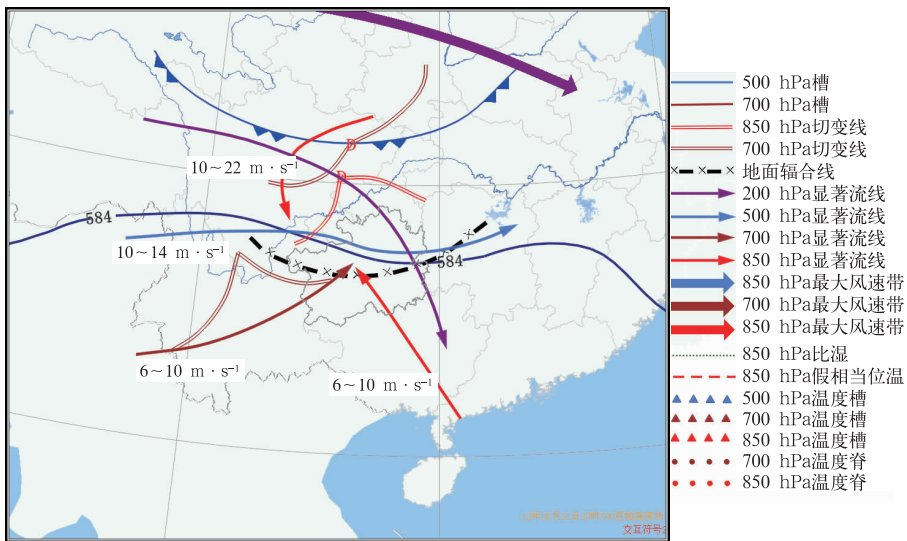 D
10~22 m·s⁻¹
D
584
10~14 m·s⁻¹
584
6~10 m·s⁻¹
6~10 m·s⁻¹
交互符号
500 hPa槽
700 hPa槽
850 hPa切变线
700 hPa切变线
地面辐合线
200 hPa显著流线
500 hPa显著流线
700 hPa显著流线
850 hPa显著流线
850 hPa最大风速带
700 hPa最大风速带
850 hPa最大风速带
850 hPa比湿
850 hPa假相当位温
500 hPa温度槽
700 hPa温度槽
850 hPa温度槽
700 hPa温度脊
850 hPa温度脊